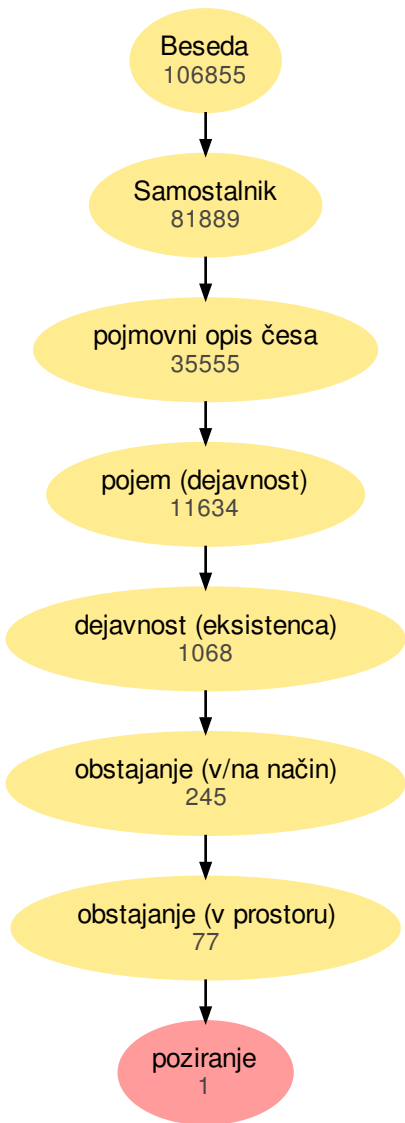 Beseda
106855
Samostalnik
81889
pojmovni opis česa
35555
pojem (dejavnost)
11634
dejavnost (eksistenca)
1068
obstajanje (v/na način)
245
obstajanje (v prostoru)
77
poziranje
1